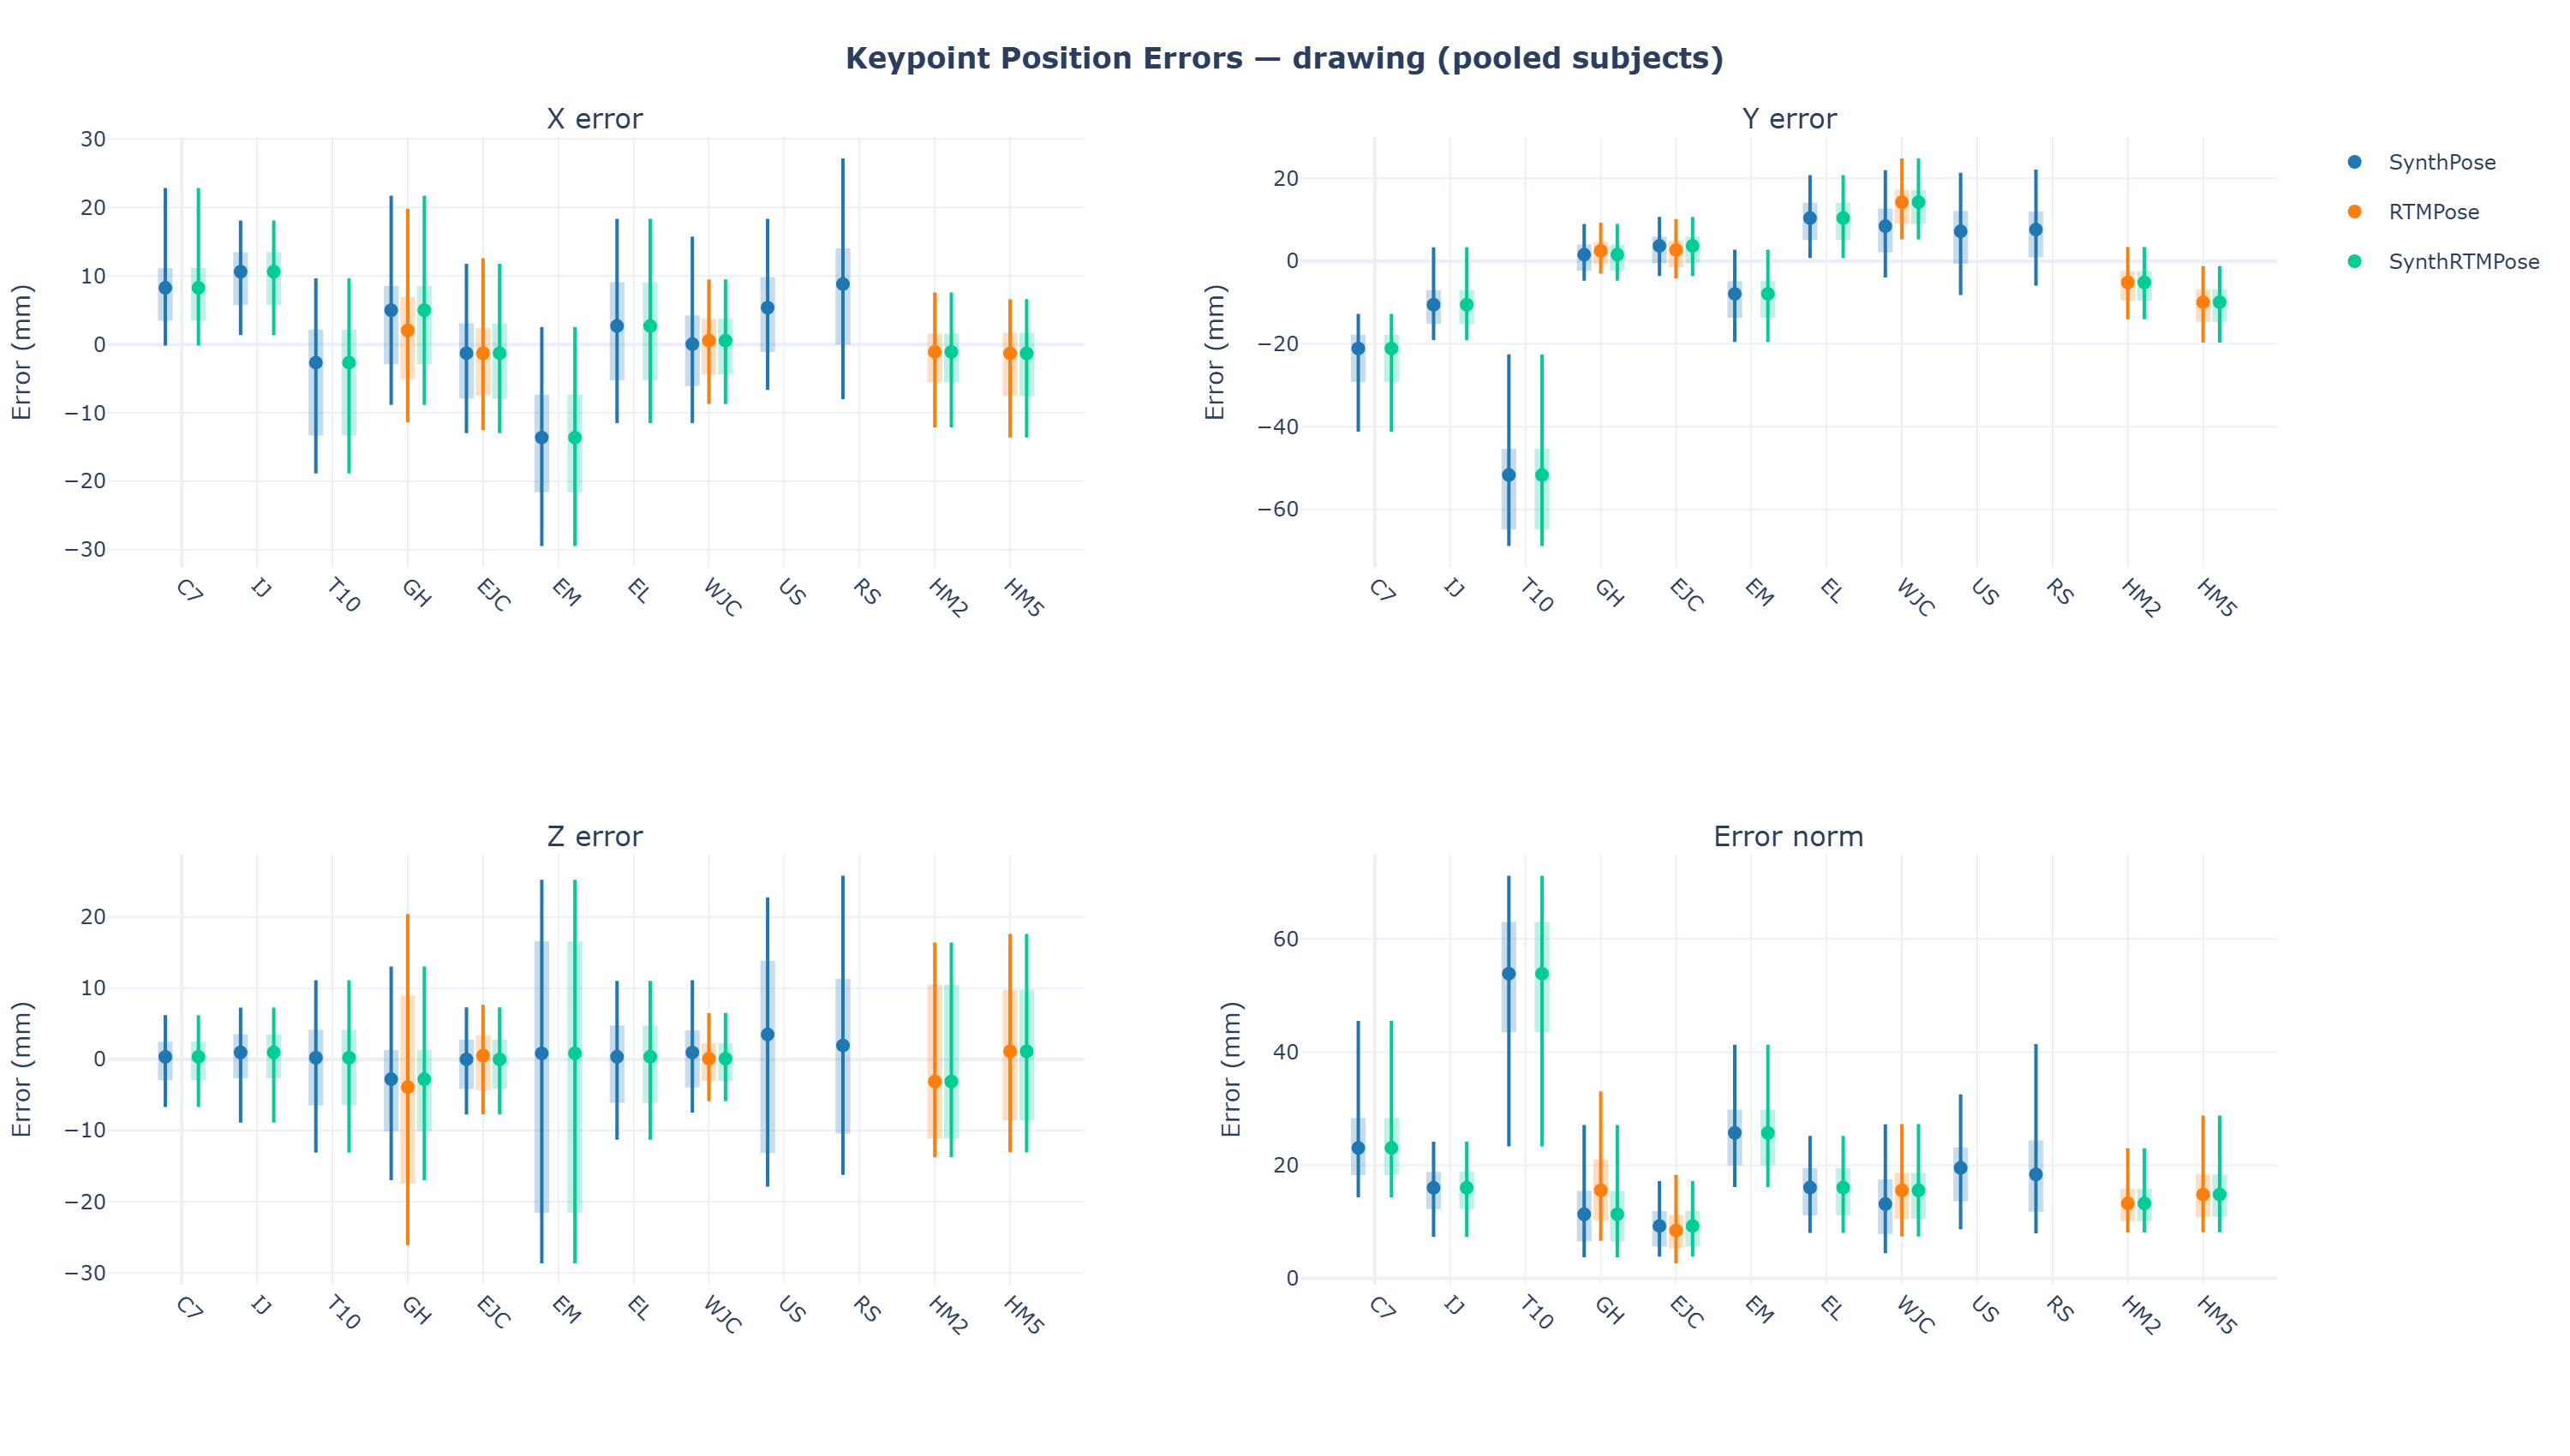 Keypoint Position Errors — drawing (pooled subjects)
X error
Error (mm)
30
20
10
0
−10
−20
−30
C7 IJ T10 GH EJC EM EL WJC US RS HM2 HM5
Y error
Error (mm)
20
0
−20
−40
−60
C7 IJ T10 GH EJC EM EL WJC US RS HM2 HM5
SynthPose
RTMPose
SynthRTMPose
Z error
Error (mm)
20
10
0
−10
−20
−30
C7 IJ T10 GH EJC EM EL WJC US RS HM2 HM5
Error norm
Error (mm)
60
40
20
0
C7 IJ T10 GH EJC EM EL WJC US RS HM2 HM5